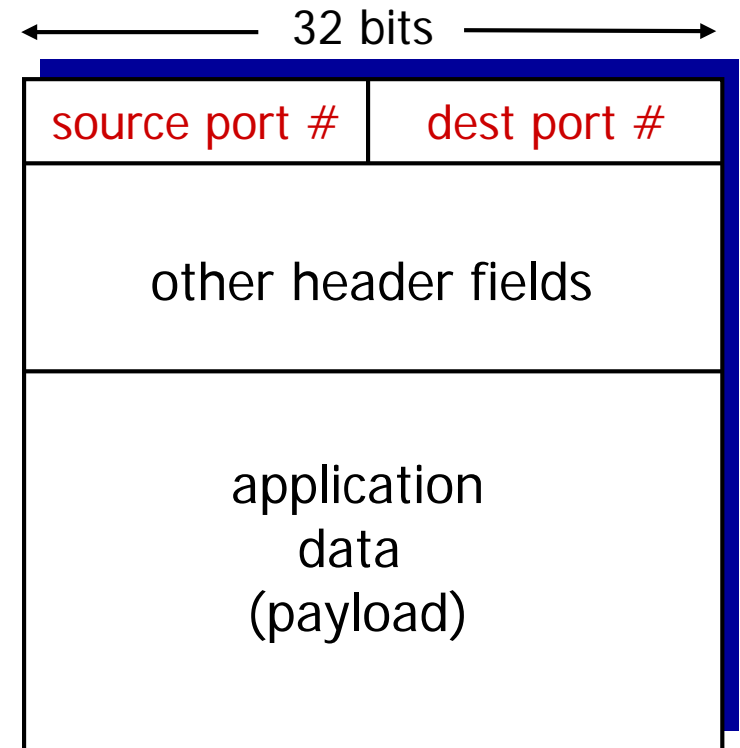 32 bits
source port # dest port #
other header fields
application
data
(payload)